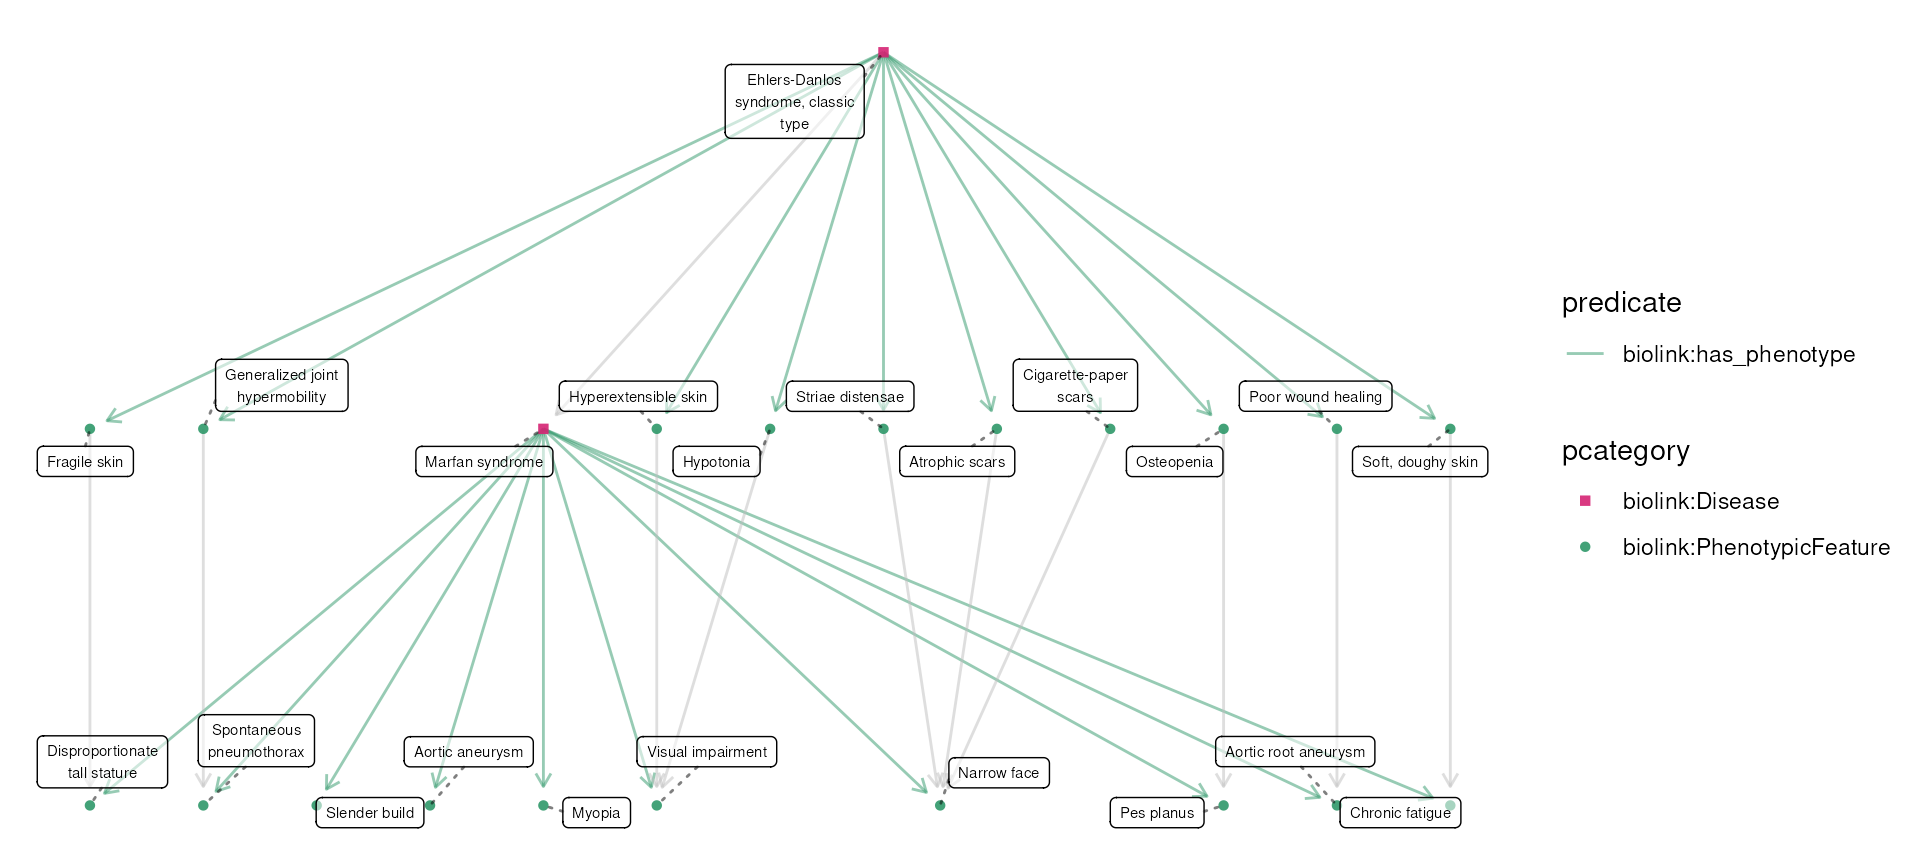 Ehlers-Danlos
syndrome, classic
type
Generalized joint
hypermobility
Hyperextensible skin
Striae distensae
Cigarette-paper
scars
Poor wound healing
Fragile skin
Marfan syndrome
Hypotonia
Atrophic scars
Osteopenia
Soft, doughy skin
Disproportionate
tall stature
Spontaneous
pneumothorax
Aortic aneurysm
Visual impairment
Narrow face
Aortic root aneurysm
Slender build
Myopia
Pes planus
Chronic fatigue
predicate
biolink:has_phenotype
pcategory
biolink:Disease
biolink:PhenotypicFeature